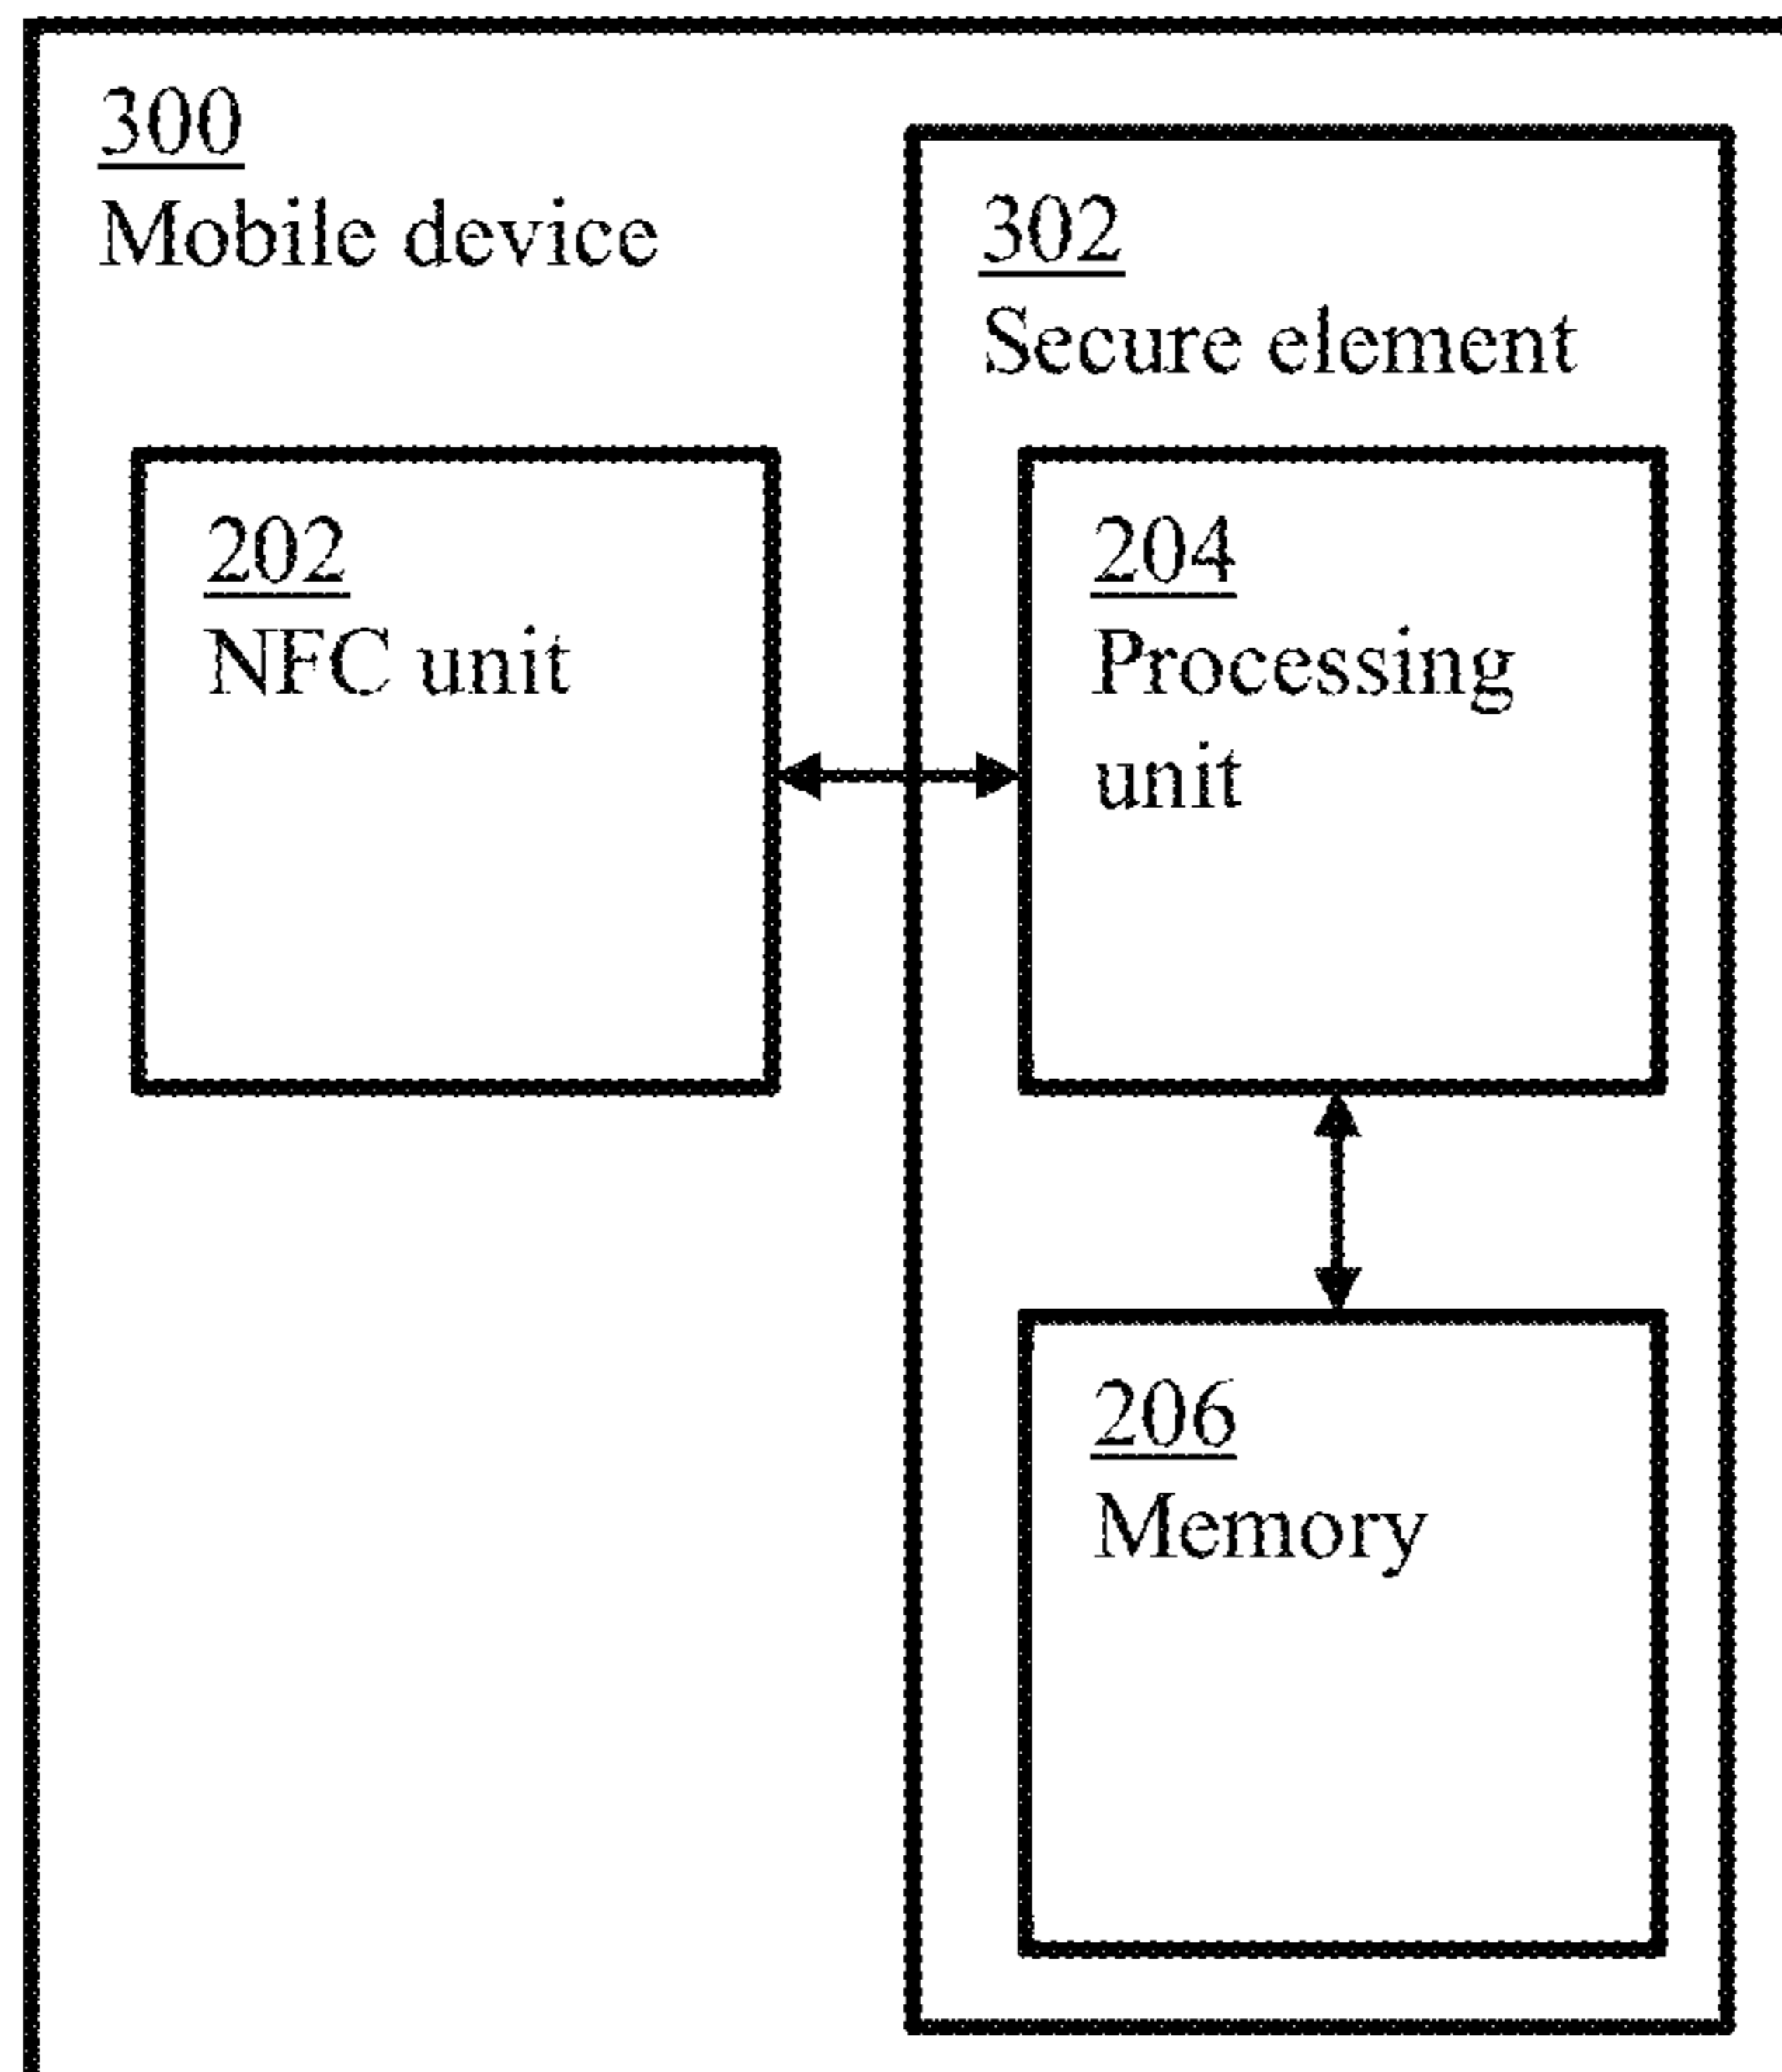 300
Mobile device
302
Secure element
202
NFC unit
204
Processing
unit
206
Memory